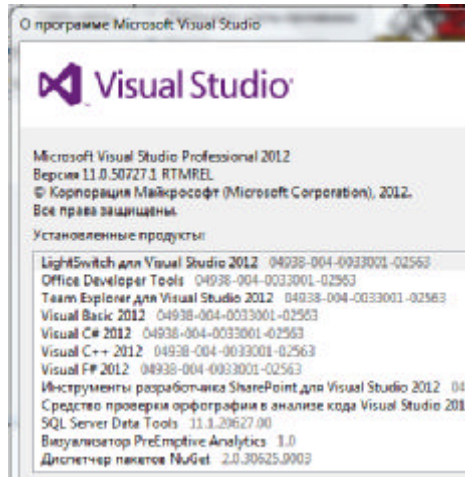 О программе Microsoft Visual Studio
Visual Studio
Microsoft Visual Studio Professional 2012
Версия 11.0.50727.1 RTMREL
© Корпорация Майкрософт (Microsoft Corporation), 2012.
Все права защищены.
Установленные продукты:
LightSwitch для Visual Studio 2012 04938-004-0033001-02563
Office Developer Tools 04938-004-0033001-02563
Team Explorer для Visual Studio 2012 04938-004-0033001-02563
Visual Basic 2012 04938-004-0033001-02563
Visual C# 2012 04938-004-0033001-02563
Visual C++ 2012 04938-004-0033001-02563
Visual F# 2012 04938-004-0033001-02563
Инструменты разработчика SharePoint для Visual Studio 2012 04
Средство проверки орфографии в анализе кода Visual Studio 201
SQL Server Data Tools 11.1.20627.00
Визуализатор PreEmptive Analytics 1.0
Диспетчер пакетов NuGet 2.0.30625.9003